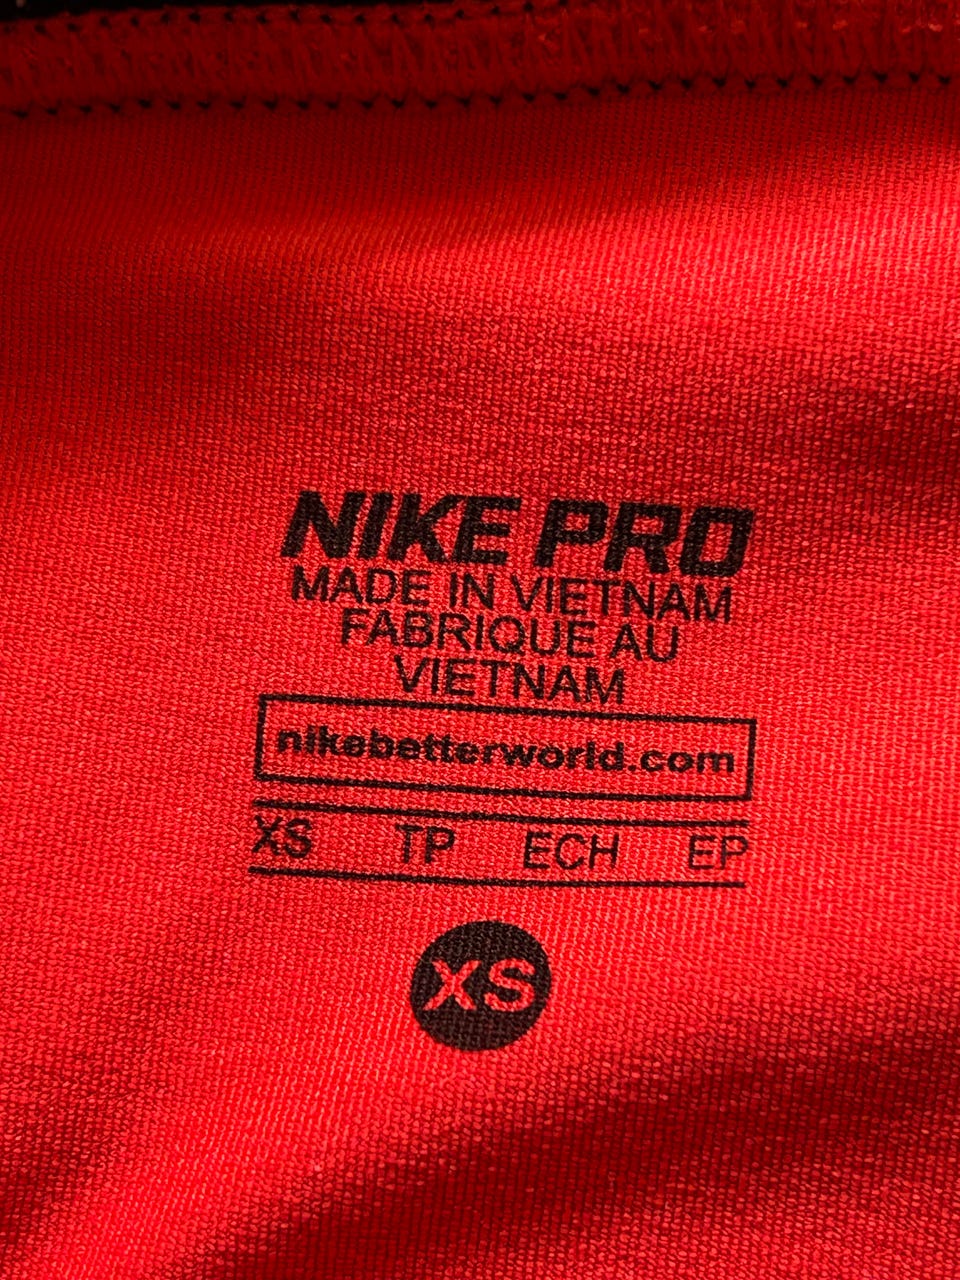 NIKE PRO
MADE IN VIETNAM
FABRIQUE AU
VIETNAM
nikebetterworld.com
XS TP ECH EP
XS